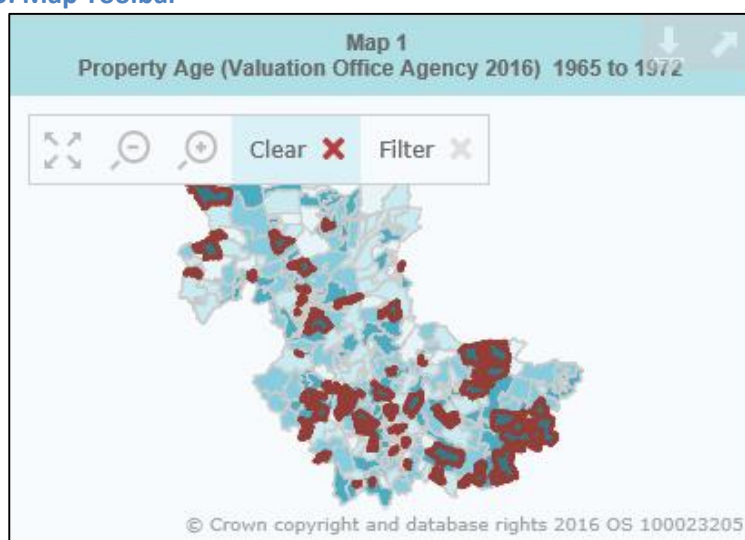 Map Toolbar
Map 1
Property Age (Valuation Office Agency 2016) 1965 to 1972
Clear
Filter
© Crown copyright and database rights 2016 OS 100023205